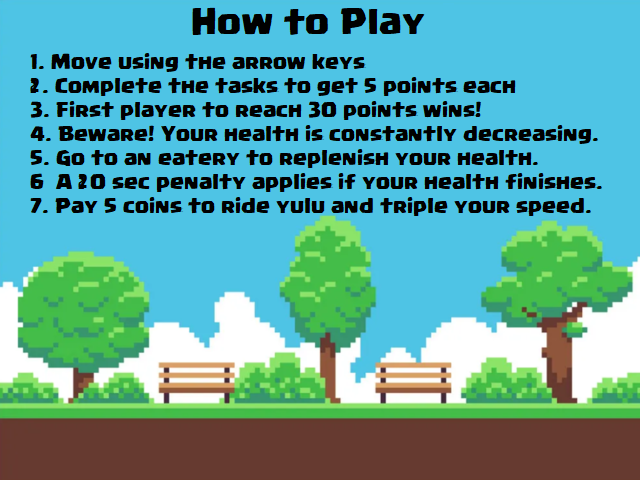 How to Play
1. Move using the arrow keys
2. Complete the tasks to get 5 points each
3. First player to reach 30 points wins!
4. Beware! Your health is constantly decreasing.
5. Go to an eatery to replenish your health.
6 A 20 sec penalty applies if your health finishes.
7. Pay 5 coins to ride yulu and triple your speed.